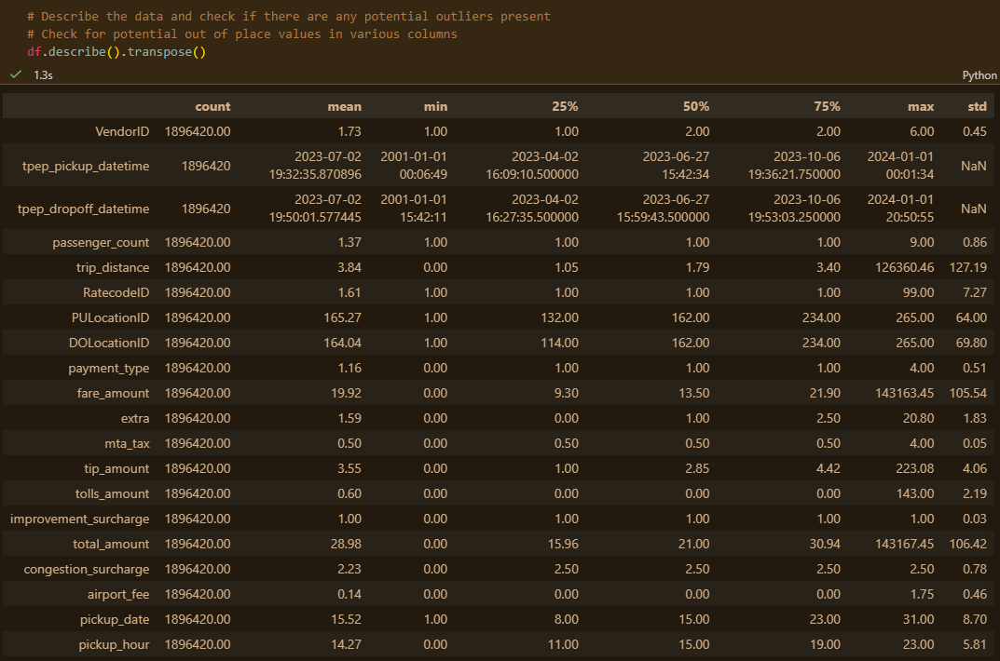 # Describe the data and check if there are any potential outliers present
# Check for potential out of place values in various columns
df.describe().transpose()
1.3s Python
count mean min 25% 50% 75% max std
VendorID 1896420.00 1.73 1.00 1.00 2.00 2.00 6.00 0.45
tpep_pickup_datetime 1896420 2023-07-02 19:32:35.870896 2001-01-01 00:06:49 2023-04-02 16:09:10.500000 2023-06-27 15:42:34 2023-10-06 19:36:21.750000 2024-01-01 00:01:34 NaN
tpep_dropoff_datetime 1896420 2023-07-02 19:50:01.577445 2001-01-01 15:42:11 2023-04-02 16:27:35.500000 2023-06-27 15:59:43.500000 2023-10-06 19:53:03.250000 2024-01-01 20:50:55 NaN
passenger_count 1896420.00 1.37 1.00 1.00 1.00 1.00 9.00 0.86
trip_distance 1896420.00 3.84 0.00 1.05 1.79 3.40 126360.46 127.19
RatecodeID 1896420.00 1.61 1.00 1.00 1.00 1.00 99.00 7.27
PULocationID 1896420.00 165.27 1.00 132.00 162.00 234.00 265.00 64.00
DOLocationID 1896420.00 164.04 1.00 114.00 162.00 234.00 265.00 69.80
payment_type 1896420.00 1.16 0.00 1.00 1.00 1.00 4.00 0.51
fare_amount 1896420.00 19.92 0.00 9.30 13.50 21.90 143163.45 105.54
extra 1896420.00 1.59 0.00 0.00 1.00 2.50 20.80 1.83
mta_tax 1896420.00 0.50 0.00 0.50 0.50 0.50 4.00 0.05
tip_amount 1896420.00 3.55 0.00 1.00 2.85 4.42 223.08 4.06
tolls_amount 1896420.00 0.60 0.00 0.00 0.00 0.00 143.00 2.19
improvement_surcharge 1896420.00 1.00 0.00 1.00 1.00 1.00 1.00 0.03
total_amount 1896420.00 28.98 0.00 15.96 21.00 30.94 143167.45 106.42
congestion_surcharge 1896420.00 2.23 0.00 2.50 2.50 2.50 2.50 0.78
airport_fee 1896420.00 0.14 0.00 0.00 0.00 0.00 1.75 0.46
pickup_date 1896420.00 15.52 1.00 8.00 15.00 23.00 31.00 8.70
pickup_hour 1896420.00 14.27 0.00 11.00 15.00 19.00 23.00 5.81